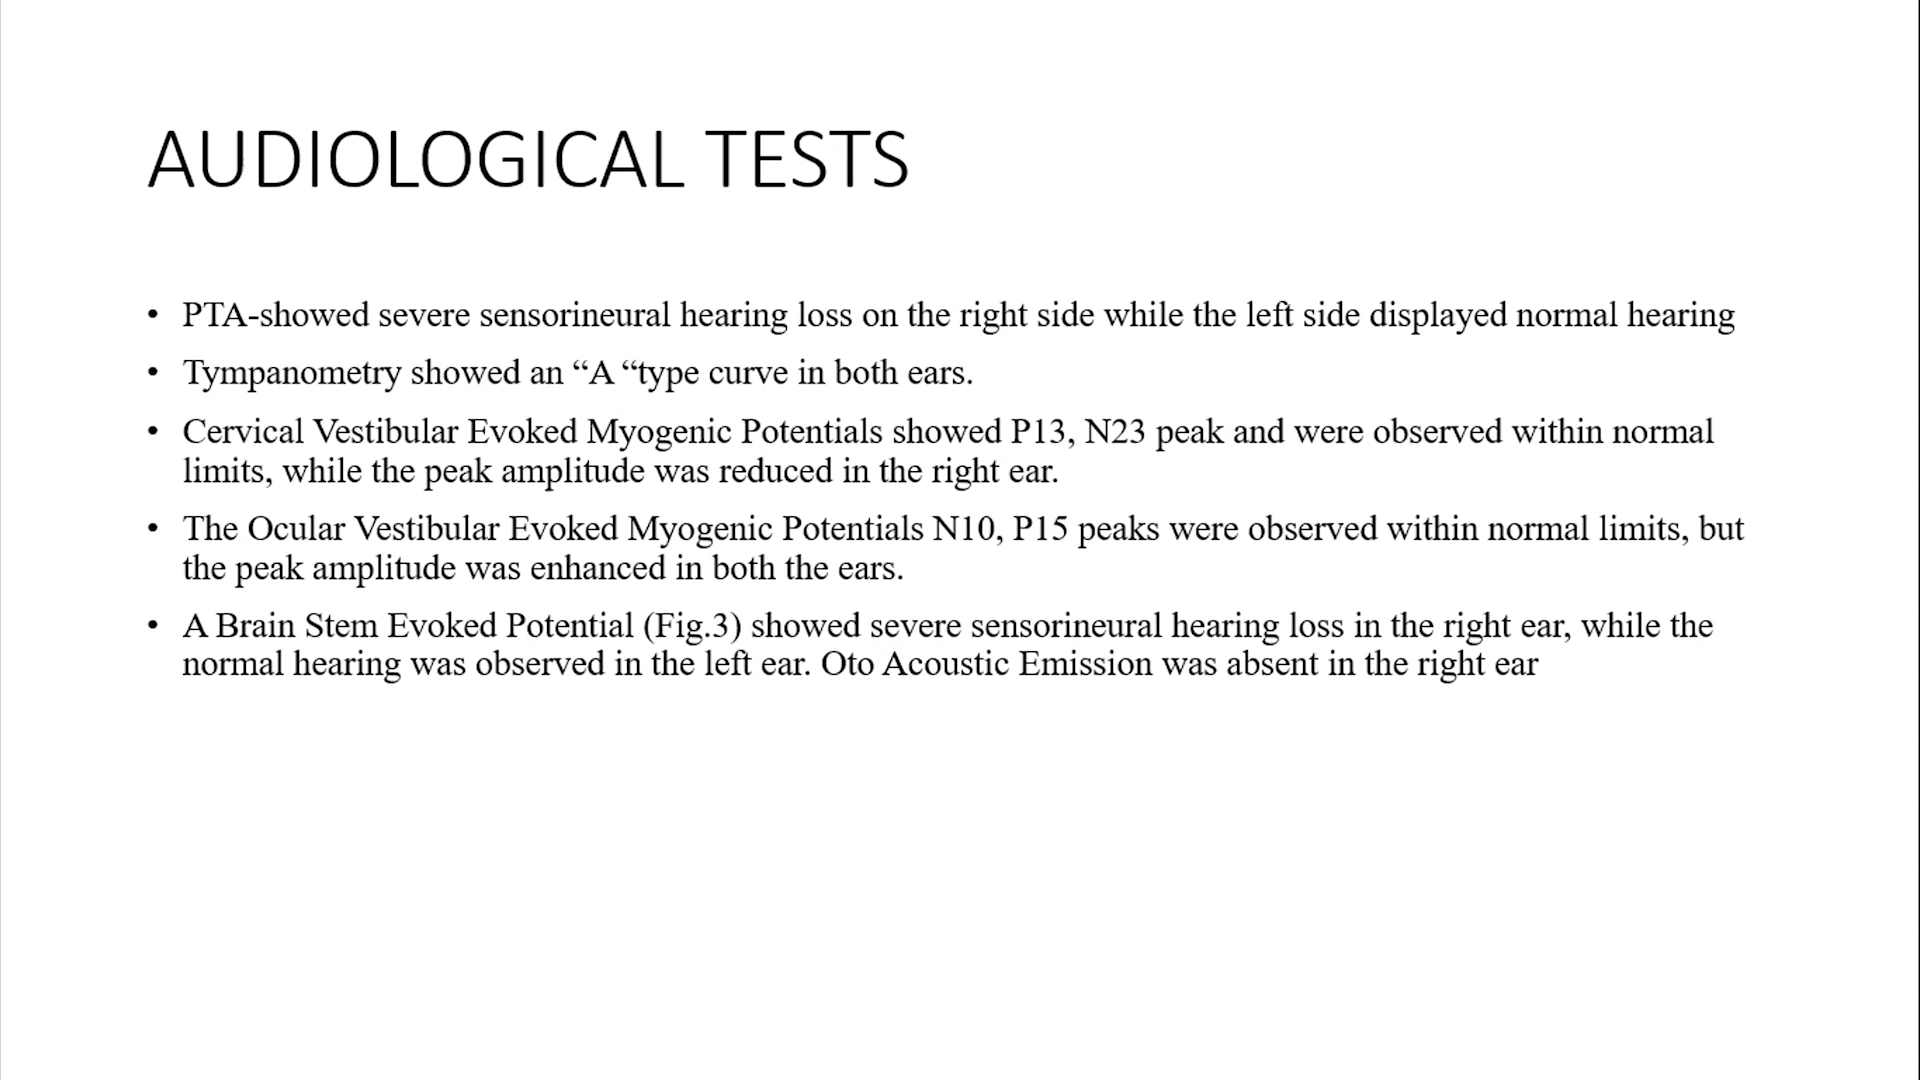 AUDIOLOGICAL TESTS
• PTA-showed severe sensorineural hearing loss on the right side while the left side displayed normal hearing
• Tympanometry showed an “A “type curve in both ears.
• Cervical Vestibular Evoked Myogenic Potentials showed P13, N23 peak and were observed within normal
limits, while the peak amplitude was reduced in the right ear.
• The Ocular Vestibular Evoked Myogenic Potentials N10, P15 peaks were observed within normal limits, but
the peak amplitude was enhanced in both the ears.
• A Brain Stem Evoked Potential (Fig.3) showed severe sensorineural hearing loss in the right ear, while the
normal hearing was observed in the left ear. Oto Acoustic Emission was absent in the right ear